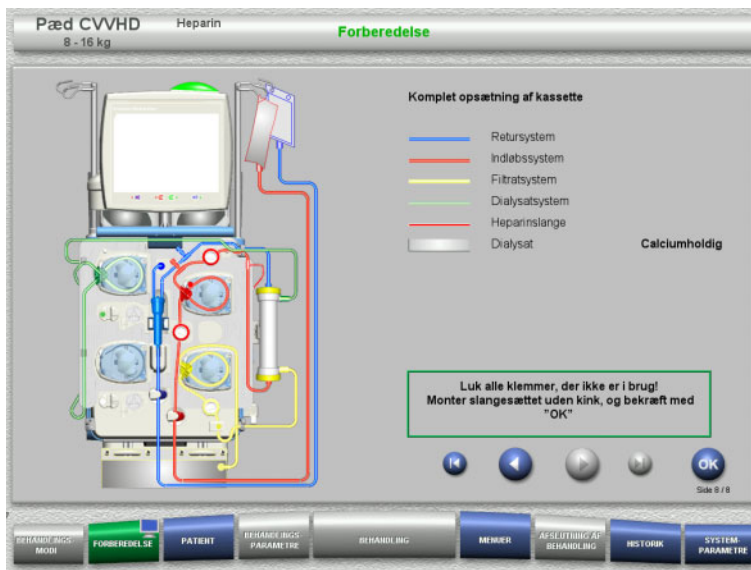 Pæd CVVHD
Heparin
Forberedelse
8 - 16 kg
Komplet opsætning af kassette
Retursystem
Indløbssystem
Filtratsystem
Dialysatsystem
Heparinslange
Dialysat Calciumholdig
Luk alle klemmer, der ikke er i brug!
Monter slangesættet uden kink, og bekræft med
”OK”
OK
Side 8 / 8
BEHANDLINGS-
MODI
FORBEREDELSE
PATIENT
BEHANDLINGS-
PARAMETRE
BEHANDLING
MENUER
AFSLUTNING AF
BEHANDLING
HISTORIK
SYSTEM-
PARAMETRE